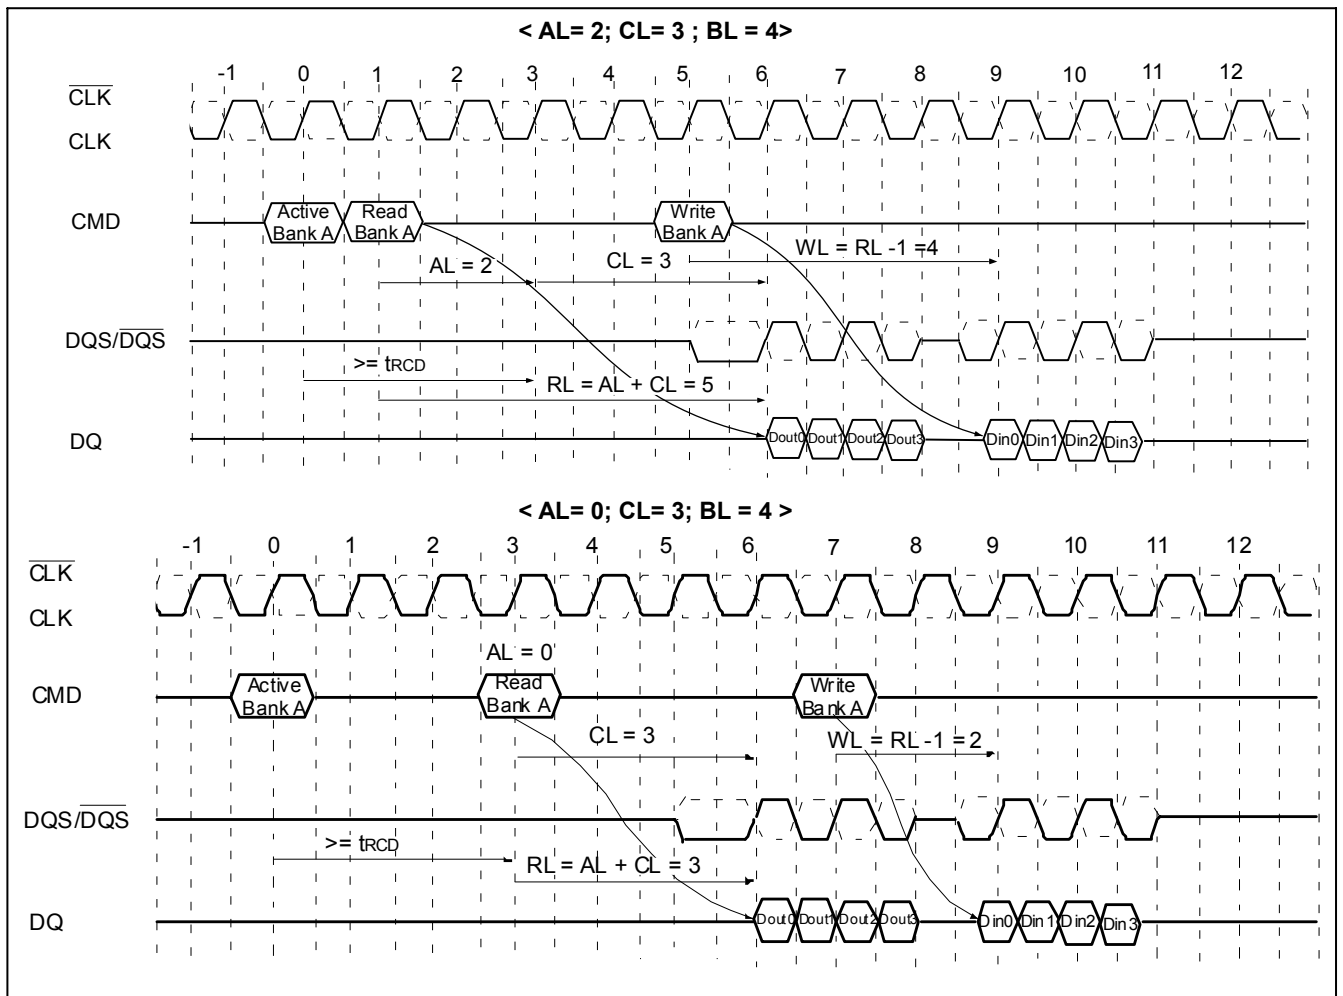 < AL= 2; CL= 3 ; BL = 4>
-1 0 1 2 3 4 5 6 7 8 9 10 11 12
CLK
CLK
CMD
Active
Bank A
Read
Bank A
Write
Bank A
AL = 2
CL = 3
WL = RL -1 =4
DQS/DQS
>= tRCD
RL = AL + CL = 5
DQ
Dout0 Dout1 Dout2 Dout3
Din0 Din1 Din2 Din3
< AL= 0; CL= 3; BL = 4 >
-1 0 1 2 3 4 5 6 7 8 9 10 11 12
CLK
CLK
AL = 0
CMD
Active
Bank A
Read
Bank A
Write
Bank A
CL = 3
WL = RL -1 = 2
DQS/DQS
>= tRCD
RL = AL + CL = 3
DQ
Dout0 Dout1 Dout2 Dout3
Din0 Din1 Din2 Din3